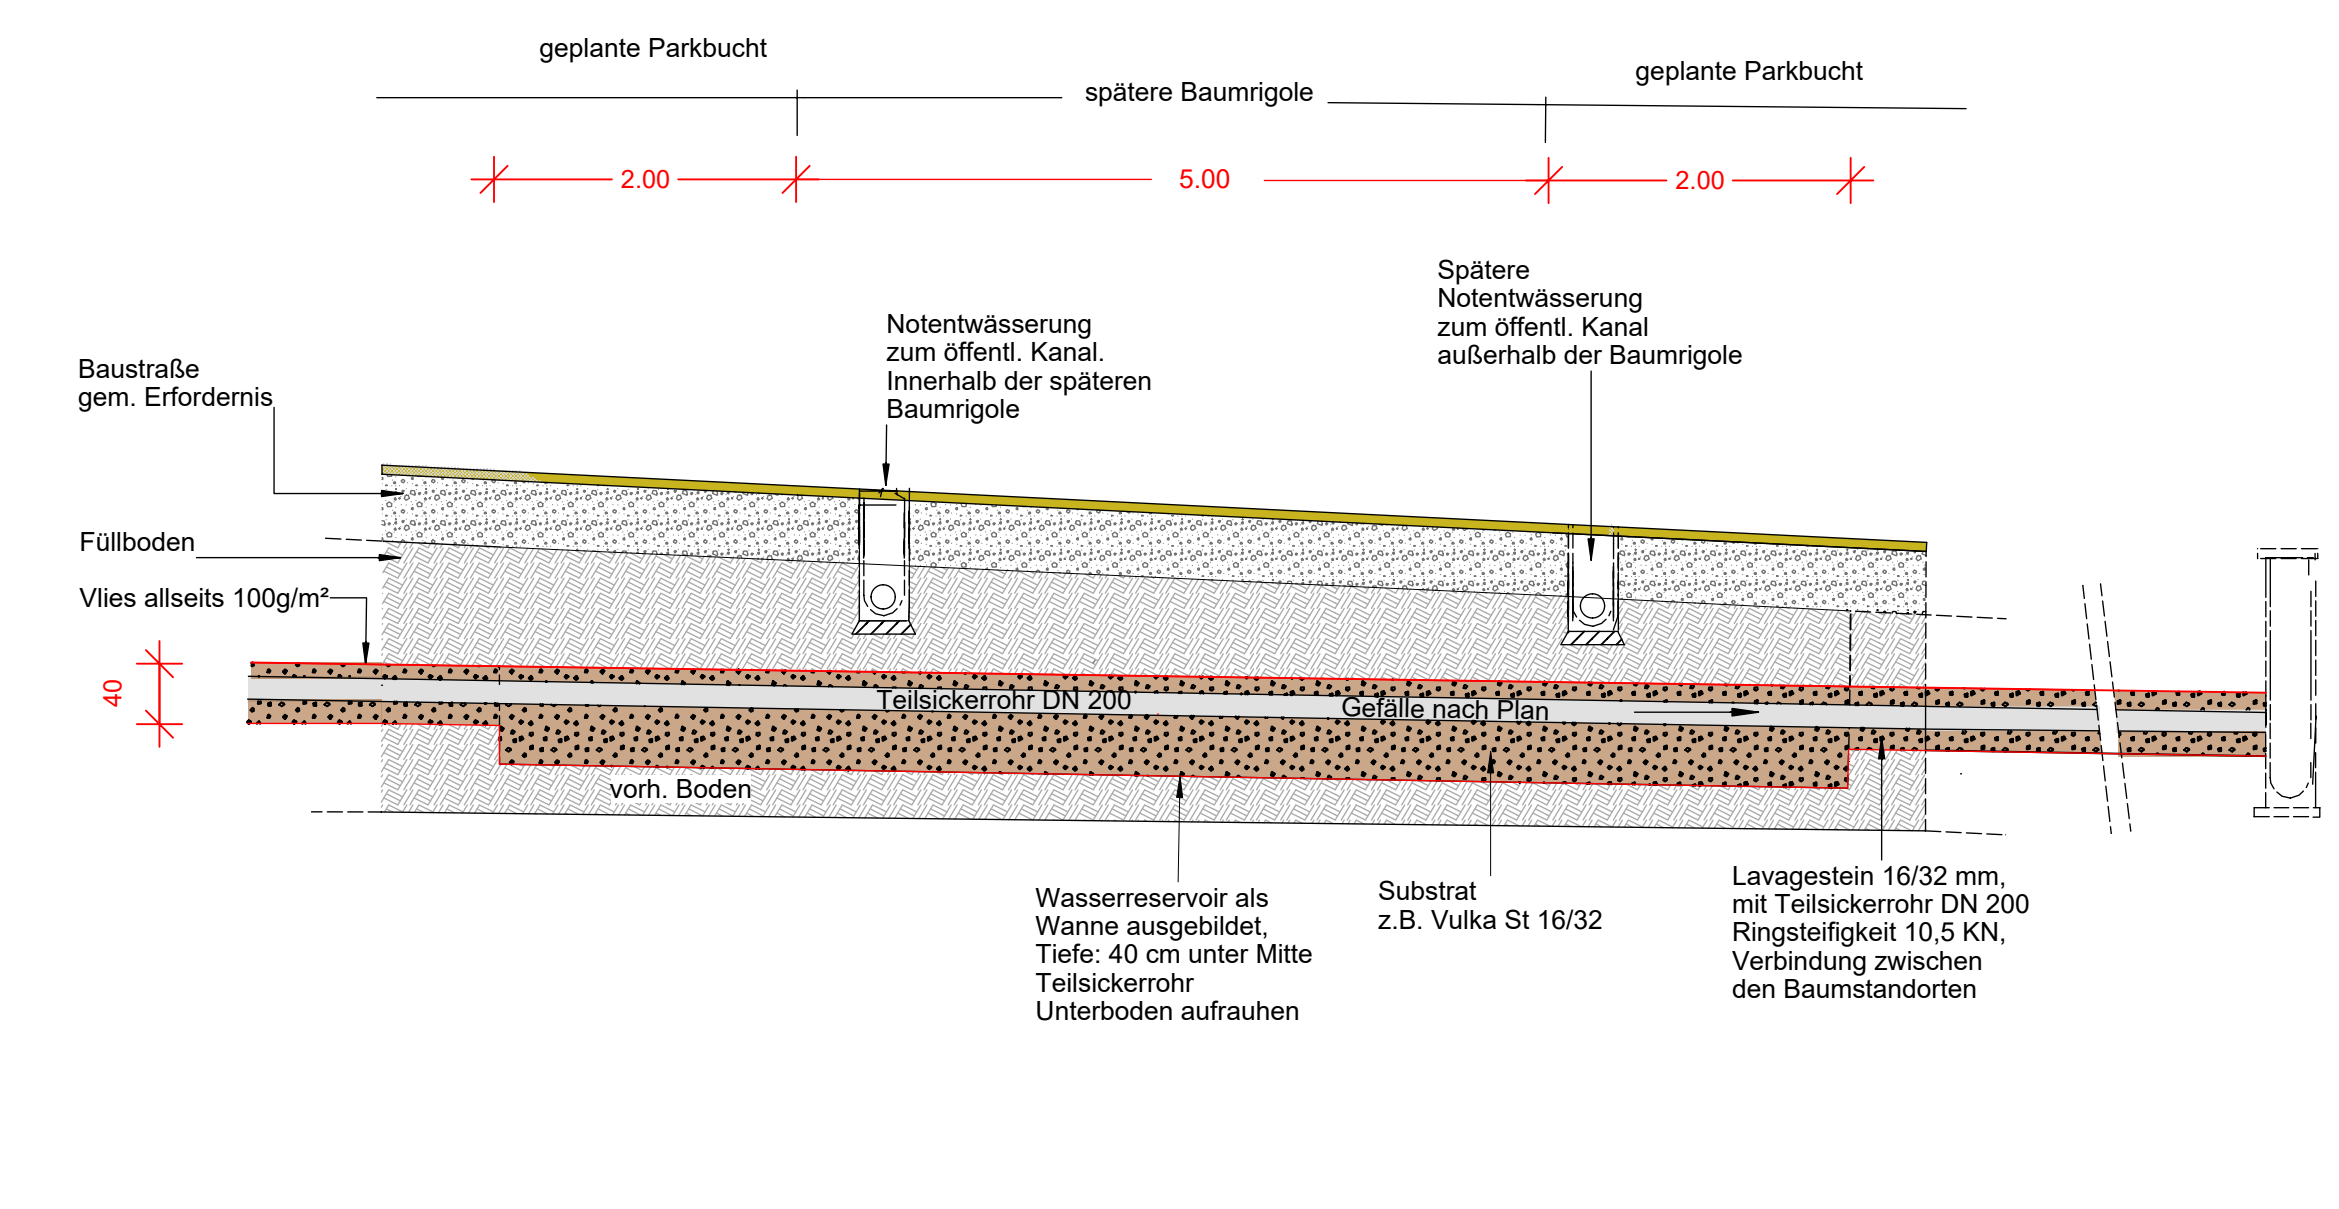 geplante Parkbucht
spätere Baumrigole
geplante Parkbucht
2.00
5.00
2.00
Spätere
Notentwässerung
zum öffentl. Kanal
außerhalb der Baumrigole
Notentwässerung
zum öffentl. Kanal.
Innerhalb der späteren
Baumrigole
Baustraße
gem. Erfordernis
Füllboden
Vlies allseits 100g/m²
40
Teilsickerrohr DN 200
Gefälle nach Plan
vorh. Boden
Wasserreservoir als
Wanne ausgebildet,
Tiefe: 40 cm unter Mitte
Teilsickerrohr
Unterboden aufrauhen
Substrat
z.B. Vulka St 16/32
Lavagestein 16/32 mm,
mit Teilsickerrohr DN 200
Ringsteifigkeit 10,5 KN,
Verbindung zwischen
den Baumstandorten